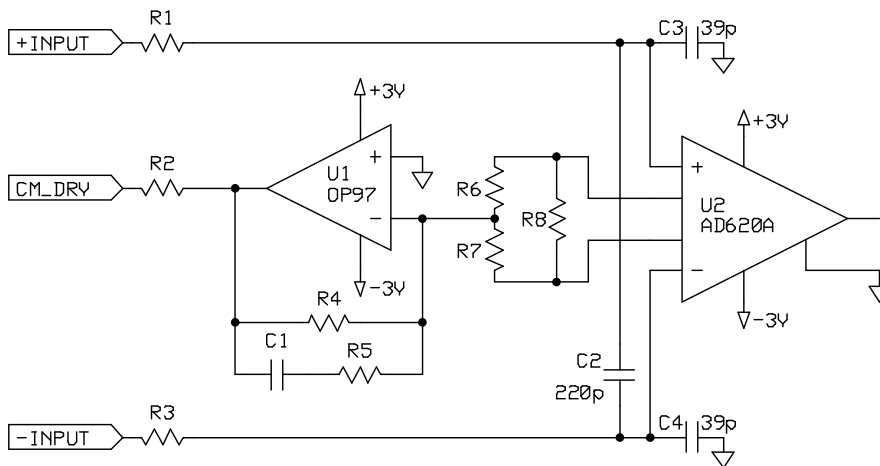 R1
+INPUT
C3 39p
+3V
+3V
R2
+
U1
OP97
CM_DRV
-
R6
R7
R8
+
U2
AD620A
-
-3V
-3V
R4
C1
R5
C2
220p
R3
-INPUT
C4 39p